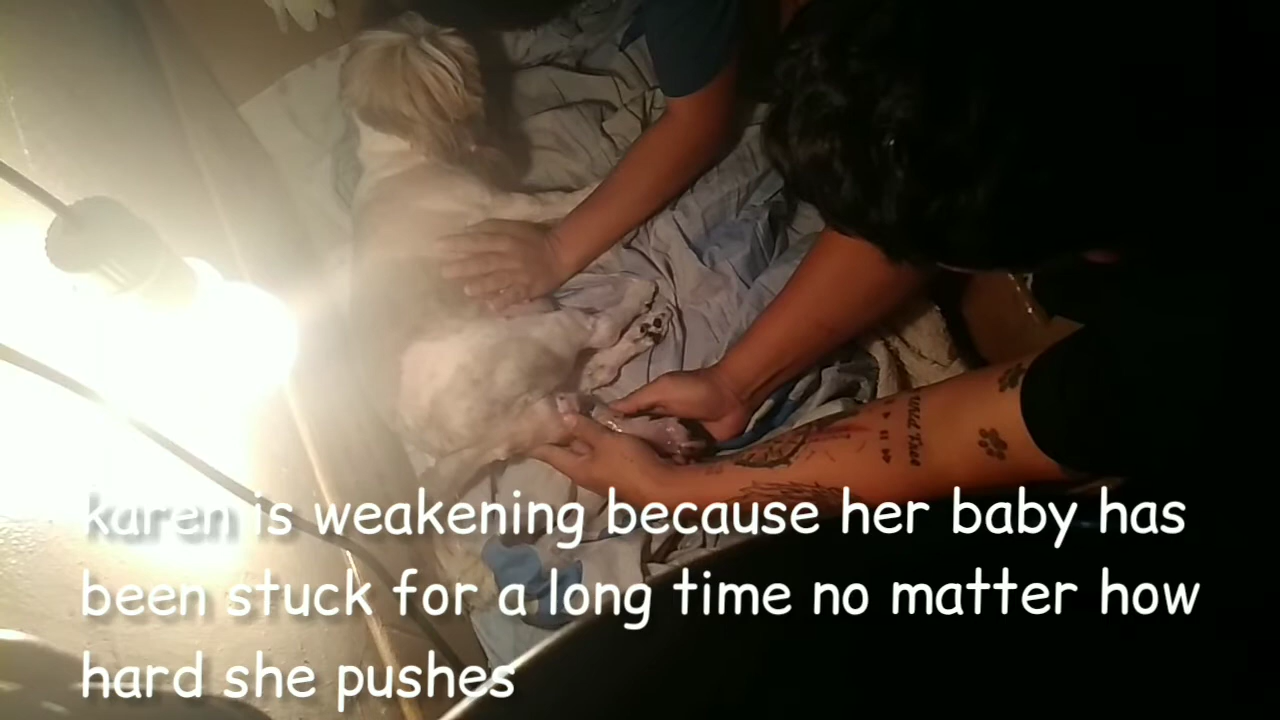 karen is weakening because her baby has
been stuck for a long time no matter how
hard she pushes